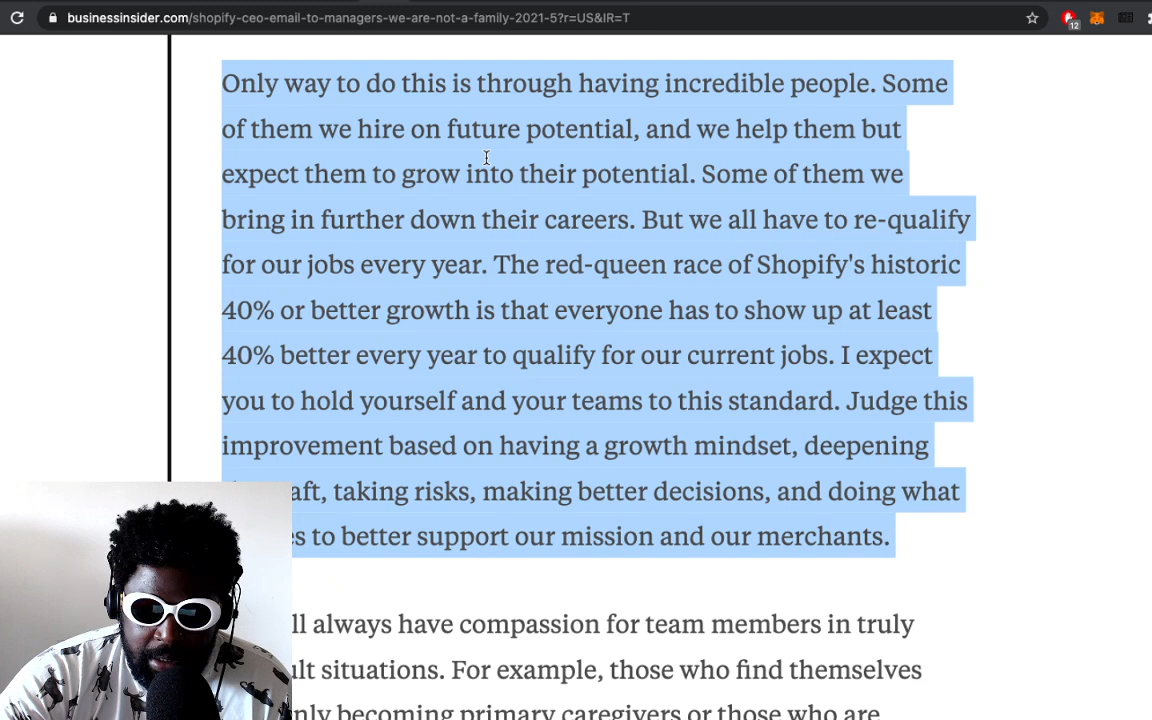 businessinsider.com/shopify-ceo-email-to-managers-we-are-not-a-family-2021-5?r=US&IR=T
12
Only way to do this is through having incredible people. Some
of them we hire on future potential, and we help them but
expect them to grow into their potential. Some of them we
bring in further down their careers. But we all have to re-qualify
for our jobs every year. The red-queen race of Shopify's historic
40% or better growth is that everyone has to show up at least
40% better every year to qualify for our current jobs. I expect
you to hold yourself and your teams to this standard. Judge this
improvement based on having a growth mindset, deepening
taking risks, making better decisions, and doing what
to better support our mission and our merchants.
always have compassion for team members in truly
situations. For example, those who find themselves
becoming primary caregivers or those who are